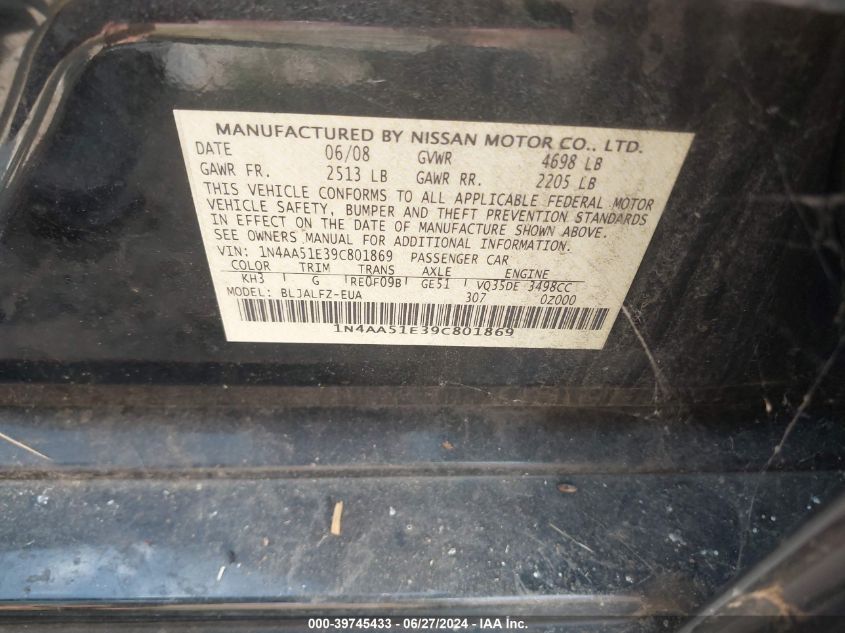 MANUFACTURED BY NISSAN MOTOR CO., LTD.
DATE 06/08 GVWR 4698 LB
GAWR FR. 2513 LB GAWR RR. 2205 LB
THIS VEHICLE CONFORMS TO ALL APPLICABLE FEDERAL MOTOR
VEHICLE SAFETY, BUMPER AND THEFT PREVENTION STANDARDS
IN EFFECT ON THE DATE OF MANUFACTURE SHOWN ABOVE.
SEE OWNERS MANUAL FOR ADDITIONAL INFORMATION.
VIN: 1N4AA51E39C801869 PASSENGER CAR
COLOR TRIM TRANS AXLE ENGINE
KH3 G RE0F09B GE51 VQ35DE 3498CC
MODEL: BLJALFZ-EUA 307 0Z000
1N4AA51E39C801869
000-39745433 - 06/27/2024 - IAA Inc.